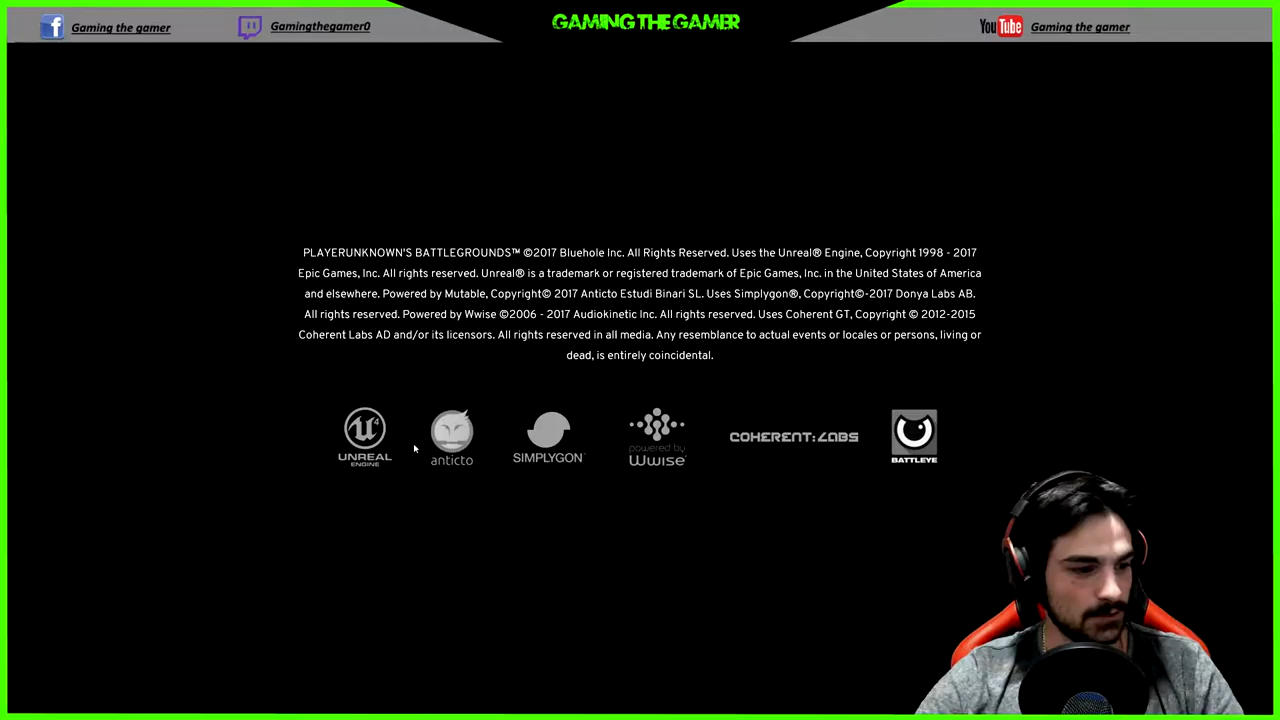 Gaming the gamer
Gamingthegamer0
GAMING THE GAMER
YouTube Gaming the gamer
PLAYERUNKNOWN'S BATTLEGROUNDS™ ©2017 Bluehole Inc. All Rights Reserved. Uses the Unreal® Engine, Copyright 1998 - 2017
Epic Games, Inc. All rights reserved. Unreal® is a trademark or registered trademark of Epic Games, Inc. in the United States of America
and elsewhere. Powered by Mutable, Copyright© 2017 Anticto Estudi Binari SL. Uses Simplygon®, Copyright©-2017 Donya Labs AB.
All rights reserved. Powered by Wwise ©2006 - 2017 Audiokinetic Inc. All rights reserved. Uses Coherent GT, Copyright © 2012-2015
Coherent Labs AD and/or its licensors. All rights reserved in all media. Any resemblance to actual events or locales or persons, living or
dead, is entirely coincidental.
UNREAL
ENGINE
anticto
SIMPLYGON
powered by
Wwise
COHERENT:LABS
BATTLEYE